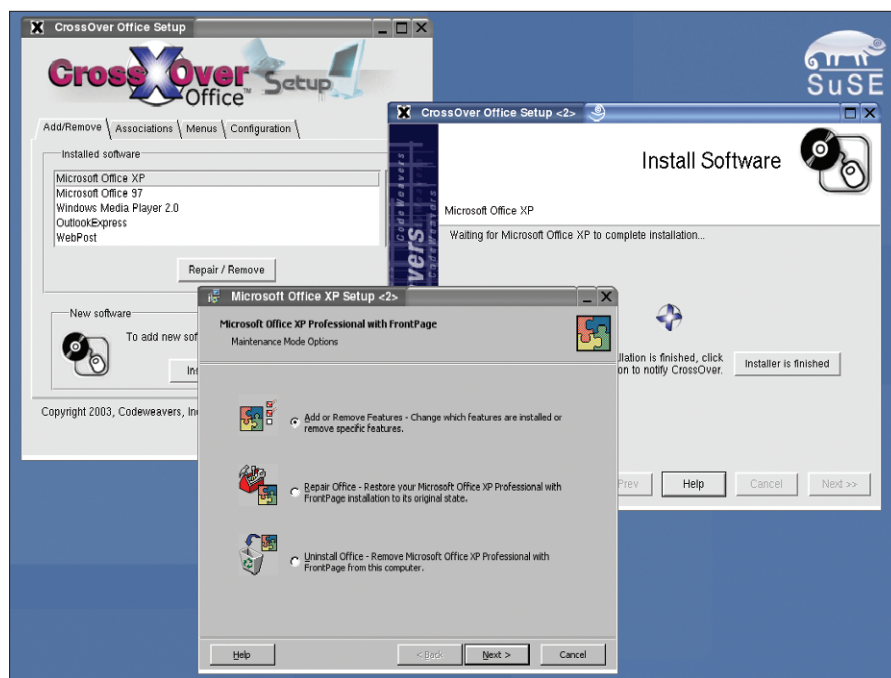 CrossOver Office Setup
CrossOver
Office™
Setup
Add/Remove Associations Menus Configuration
Installed software
Microsoft Office XP
Microsoft Office 97
Windows Media Player 2.0
OutlookExpress
WebPost
Repair / Remove
New software
To add new sof
Ins
Copyright 2003, Codeweavers, In
SuSE
CrossOver Office Setup <2>
Install Software
Microsoft Office XP
CodeWeavers
vers
Waiting for Microsoft Office XP to complete installation...
llation is finished, click
on to notify CrossOver.
Installer is finished
Prev Help Cancel Next >>
Microsoft Office XP Setup <2>
Microsoft Office XP Professional with FrontPage
Maintenance Mode Options
Add or Remove Features - Change which features are installed or
remove specific features.
Repair Office - Restore your Microsoft Office XP Professional with
FrontPage installation to its original state.
Uninstall Office - Remove Microsoft Office XP Professional with
FrontPage from this computer.
Help < Back Next > Cancel